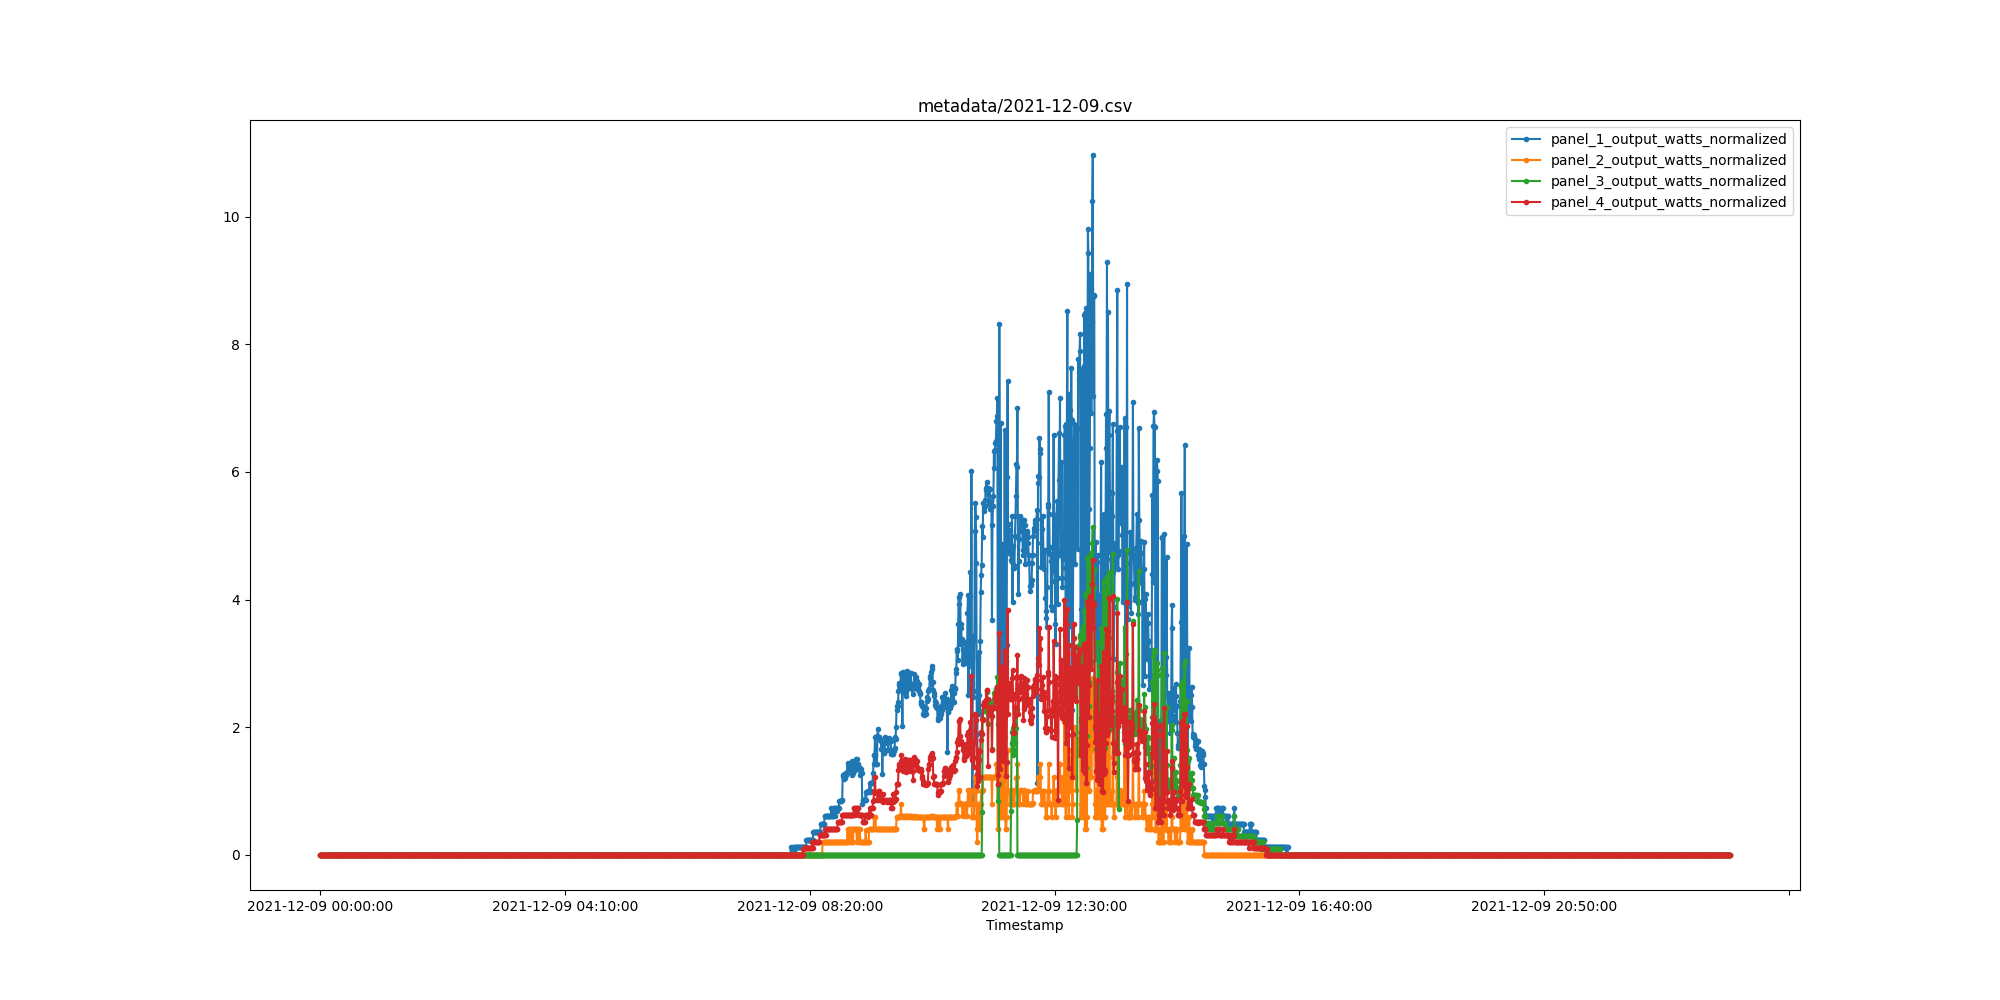 metadata/2021-12-09.csv
panel_1_output_watts_normalized
panel_2_output_watts_normalized
panel_3_output_watts_normalized
panel_4_output_watts_normalized
10
8
6
4
2
0
2021-12-09 00:00:00
2021-12-09 04:10:00
2021-12-09 08:20:00
2021-12-09 12:30:00
2021-12-09 16:40:00
2021-12-09 20:50:00
Timestamp